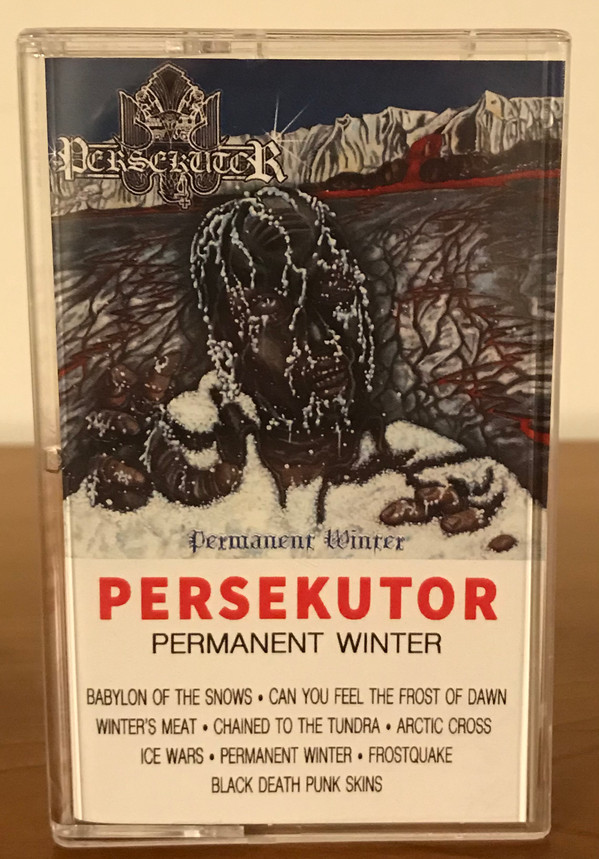 PERSEKUTOR
Permanent Winter
PERSEKUTOR
PERMANENT WINTER
BABYLON OF THE SNOWS • CAN YOU FEEL THE FROST OF DAWN
WINTER'S MEAT • CHAINED TO THE TUNDRA • ARCTIC CROSS
ICE WARS • PERMANENT WINTER • FROSTQUAKE
BLACK DEATH PUNK SKINS